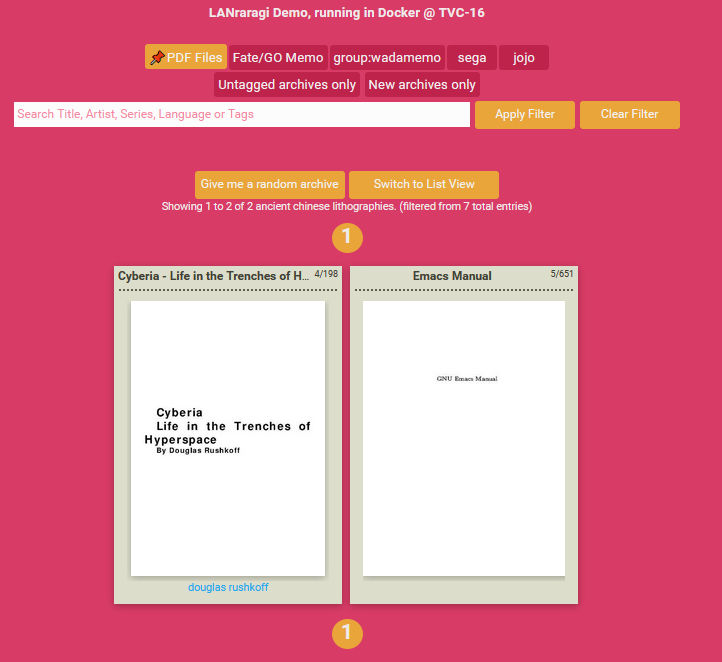 LANraragi Demo, running in Docker @ TVC-16
PDF Files Fate/GO Memo group:wadamemo sega jojo
Untagged archives only New archives only
Search Title, Artist, Series, Language or Tags Apply Filter Clear Filter
Give me a random archive Switch to List View
Showing 1 to 2 of 2 ancient chinese lithographies. (filtered from 7 total entries)
1
Cyberia - Life in the Trenches of H... 4/198 Emacs Manual 5/651
GNU Emacs Manual
Cyberia
Life in the Trenches of
Hyperspace
By Douglas Rushkoff
douglas rushkoff
1